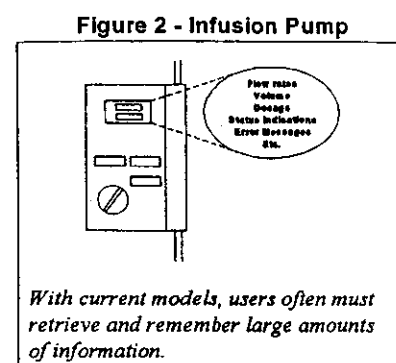 Figure 2 - Infusion Pump
Flow rates
Volume
Dosage
Status Indications
Error Messages
Etc.
With current models, users often must
retrieve and remember large amounts
of information.